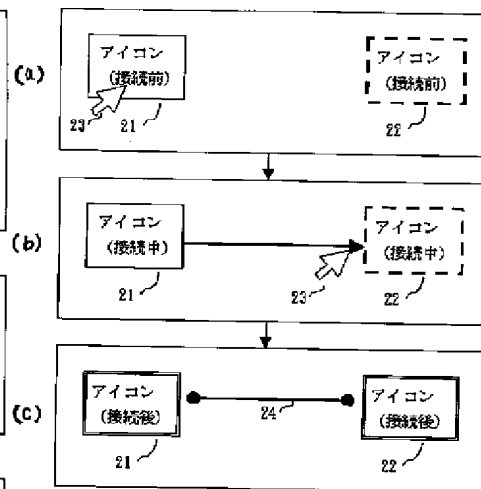 (a)
アイコン
(接続前)
23
21
アイコン
(接続前)
22
(b)
アイコン
(接続中)
21
23
アイコン
(接続中)
22
(c)
アイコン
(接続後)
21
24
アイコン
(接続後)
22